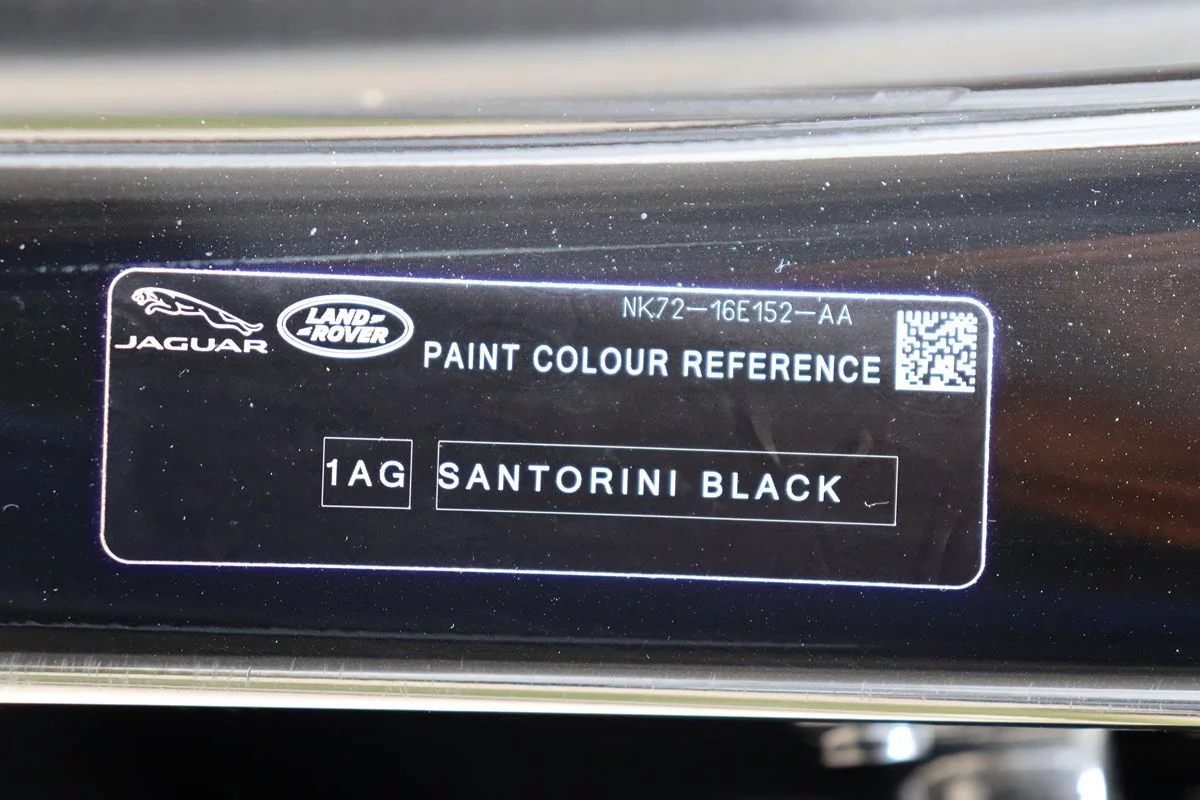 JAGUAR
LAND
ROVER
NK72-16E152-AA
PAINT COLOUR REFERENCE
1AG SANTORINI BLACK